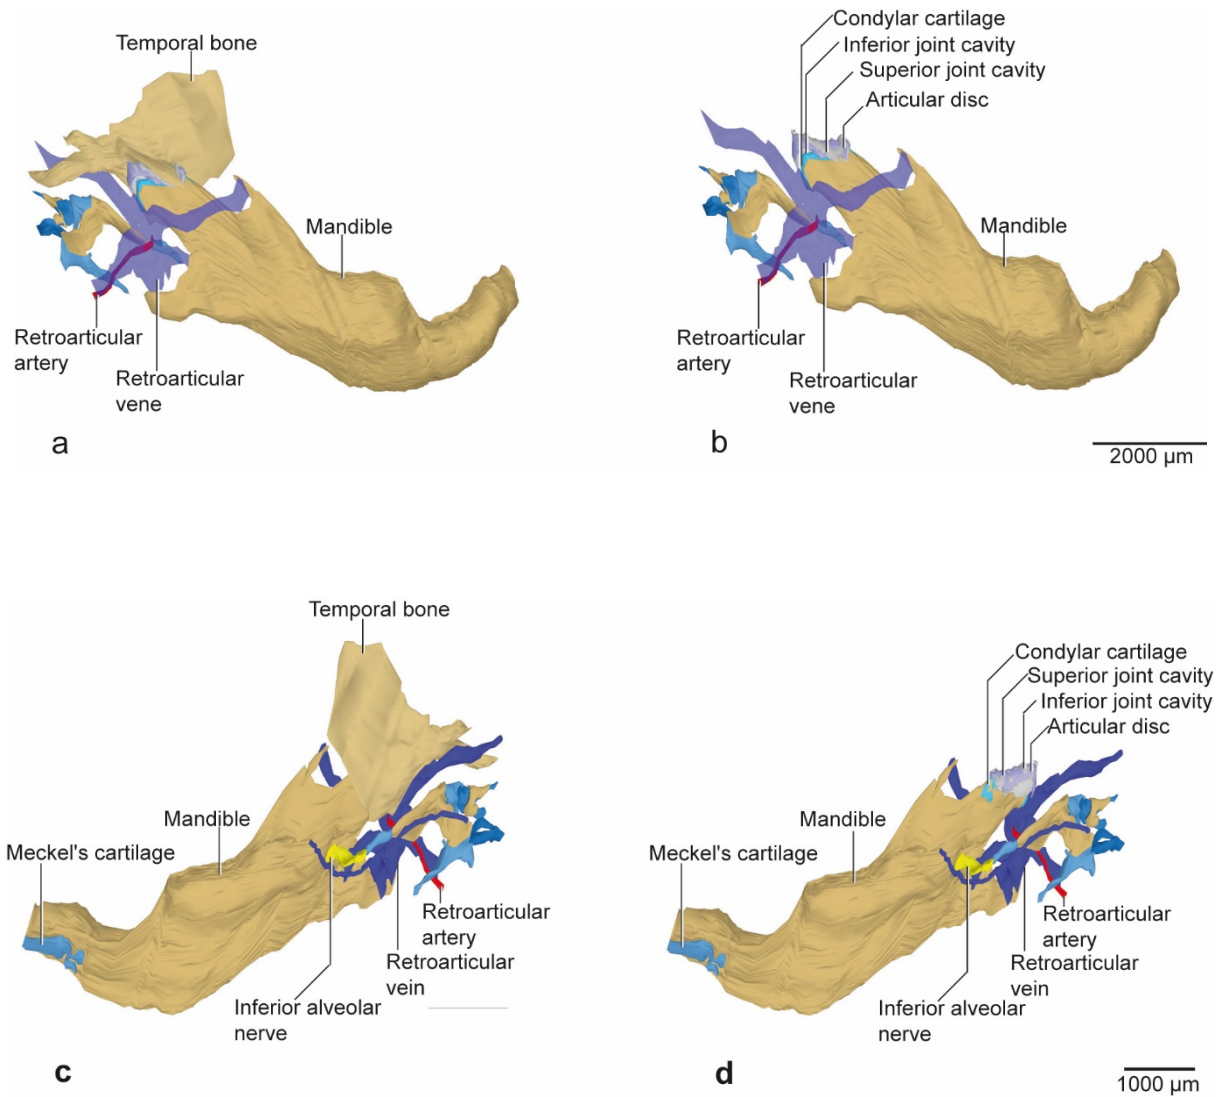 Temporal bone
Mandible
Retroarticular
artery
Retroarticular
vene
a
Condylar cartilage
Inferior joint cavity
Superior joint cavity
Articular disc
Mandible
Retroarticular
artery
Retroarticular
vene
b
2000 µm
Temporal bone
Mandible
Meckel's cartilage
Retroarticular
artery
Retroarticular
vein
Inferior alveolar
nerve
c
Condylar cartilage
Superior joint cavity
Inferior joint cavity
Articular disc
Mandible
Meckel's cartilage
Retroarticular
artery
Retroarticular
vein
Inferior alveolar
nerve
d
1000 µm